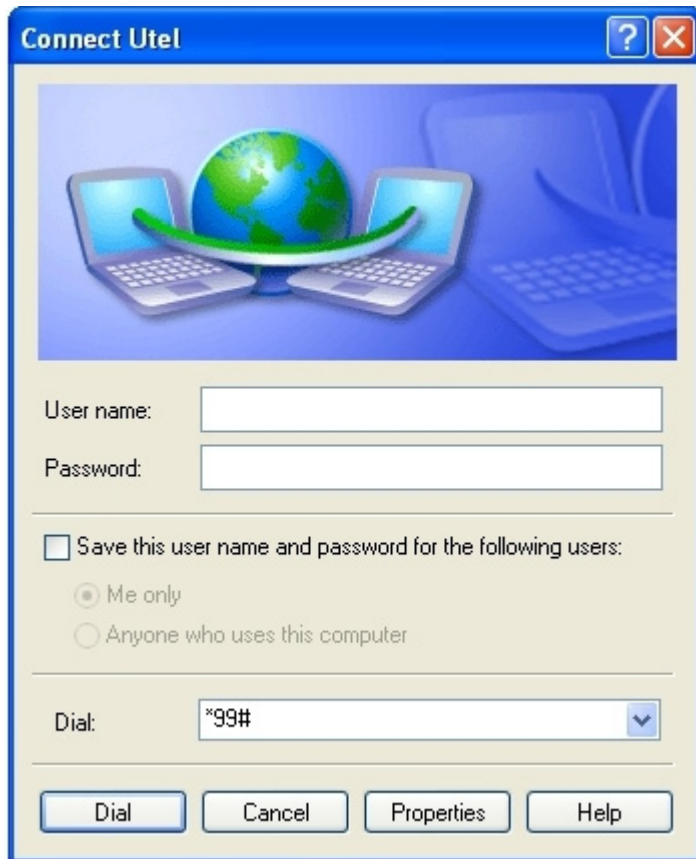 Connect Utel
User name:
Password:
Save this user name and password for the following users:
Me only
Anyone who uses this computer
Dial: *99#
Dial Cancel Properties Help